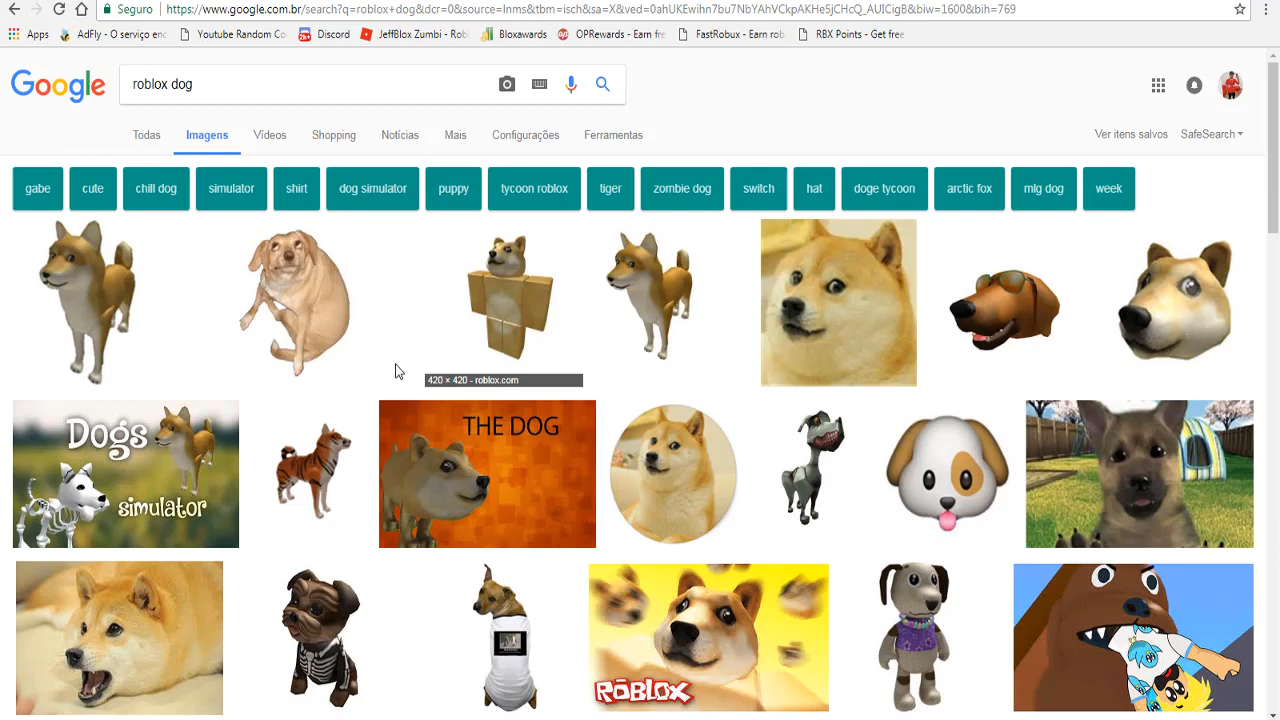 Seguro https://www.google.com.br/search?q=roblox+dog&dcr=0&source=lnms&tbm=isch&sa=X&ved=0ahUKEwihn7bu7NbYAhVCkpAKHe5jCHcQ_AUICigB&biw=1600&bih=769
Apps AdFly - O serviço enc Youtube Random Co Discord JeffBlox Zumbi - Robl Bloxawards OPRewards - Earn fre FastRobux - Earn rob RBX Points - Get free
Google roblox dog
Todas Imagens Vídeos Shopping Notícias Mais Configurações Ferramentas Ver itens salvos SafeSearch
gabe cute chill dog simulator shirt dog simulator puppy tycoon roblox tiger zombie dog switch hat doge tycoon arctic fox mlg dog week
420 × 420 - roblox.com
Dogs
simulator
THE DOG
ROBLOX